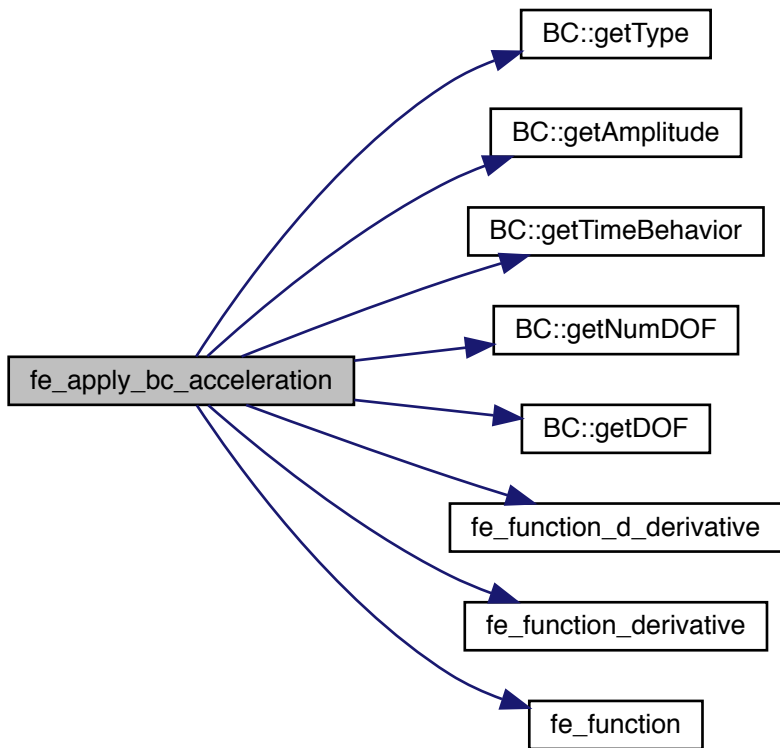 BC::getType
BC::getAmplitude
BC::getTimeBehavior
BC::getNumDOF
fe_apply_bc_acceleration
BC::getDOF
fe_function_d_derivative
fe_function_derivative
fe_function